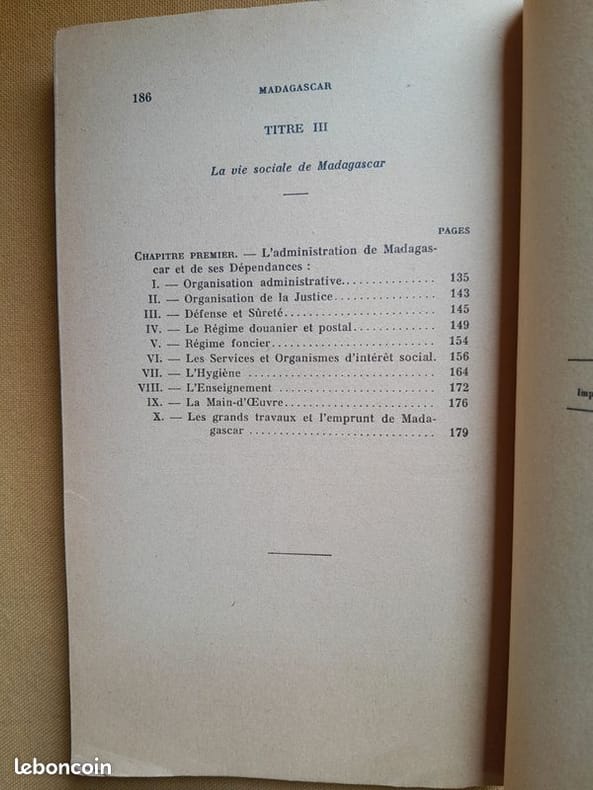 186
MADAGASCAR
TITRE III
La vie sociale de Madagascar
PAGES
CHAPITRE PREMIER. — L'administration de Madagas-
car et de ses Dépendances :
I. — Organisation administrative................ 135
II. — Organisation de la Justice................. 143
III. — Défense et Sûreté......................... 145
IV. — Le Régime douanier et postal.............. 149
V. — Régime foncier............................ 154
VI. — Les Services et Organismes d'intérêt social. 156
VII. — L'Hygiène ............................... 164
VIII. — L'Enseignement .......................... 172
IX. — La Main-d'Œuvre......................... 176
X. — Les grands travaux et l'emprunt de Mada-
gascar .............................. 179
Imp
leboncoin